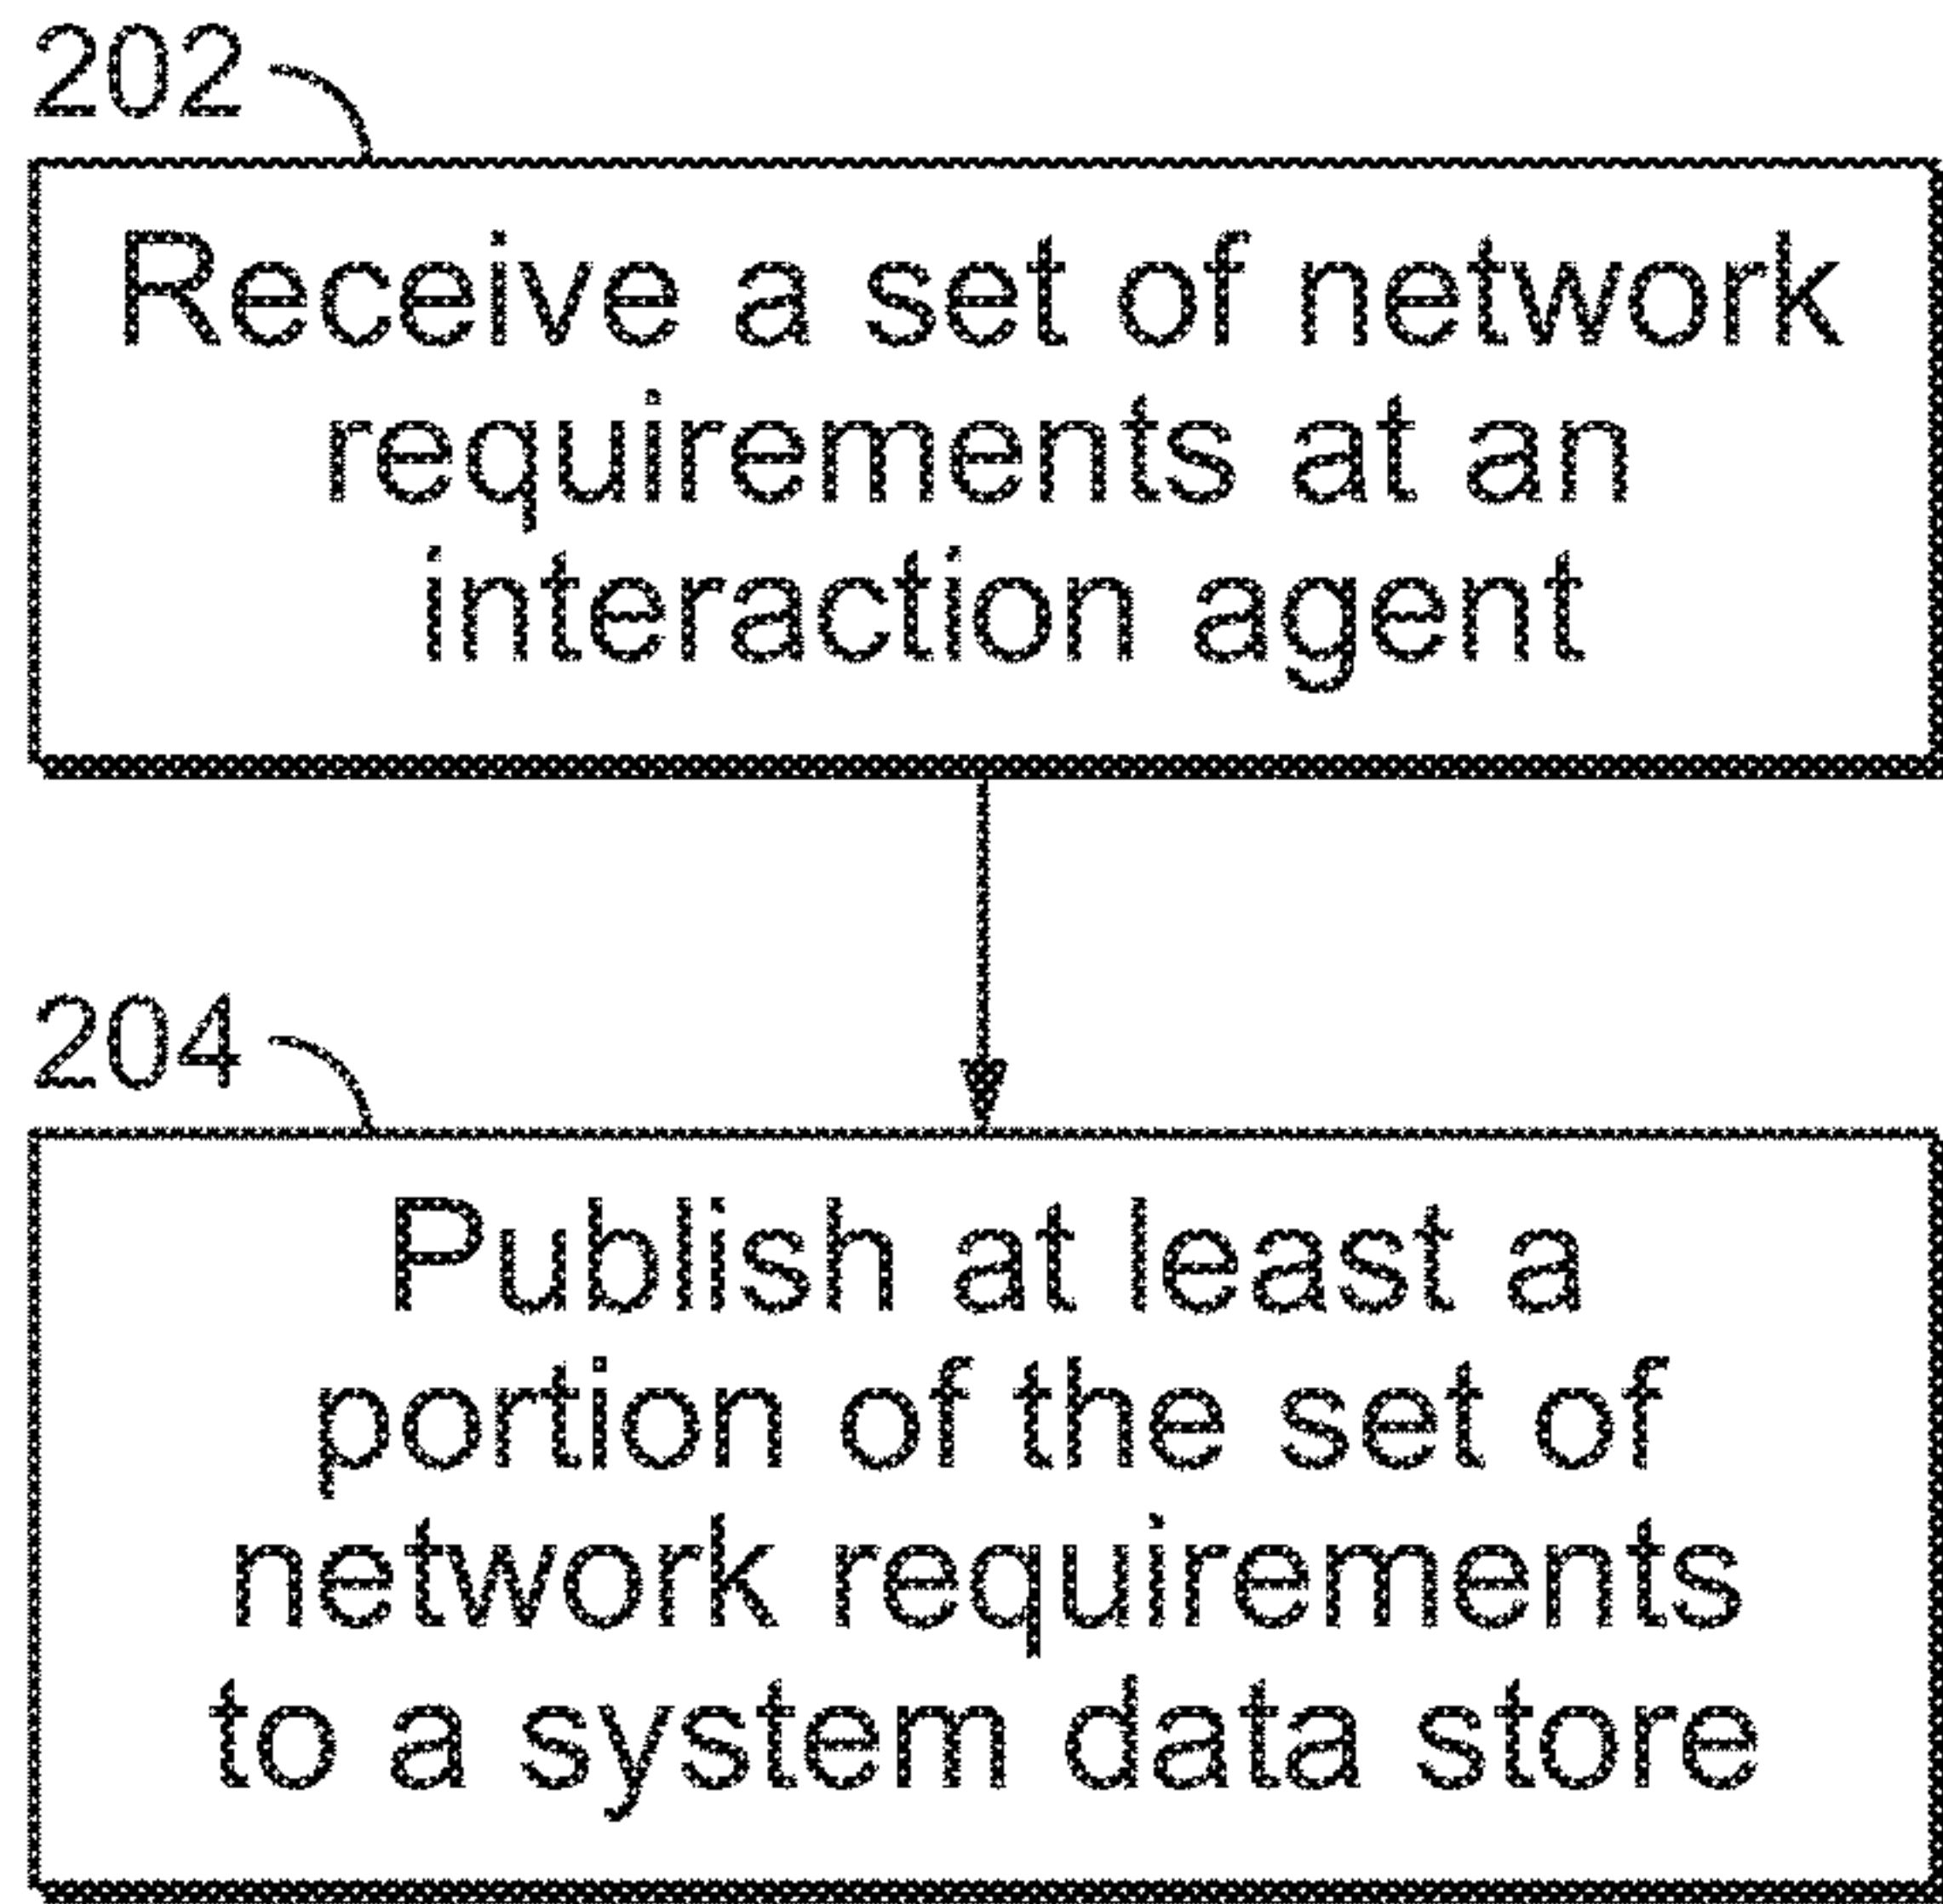 202
Receive a set of network
requirements at an
interaction agent
204
Publish at least a
portion of the set of
network requirements
to a system data store